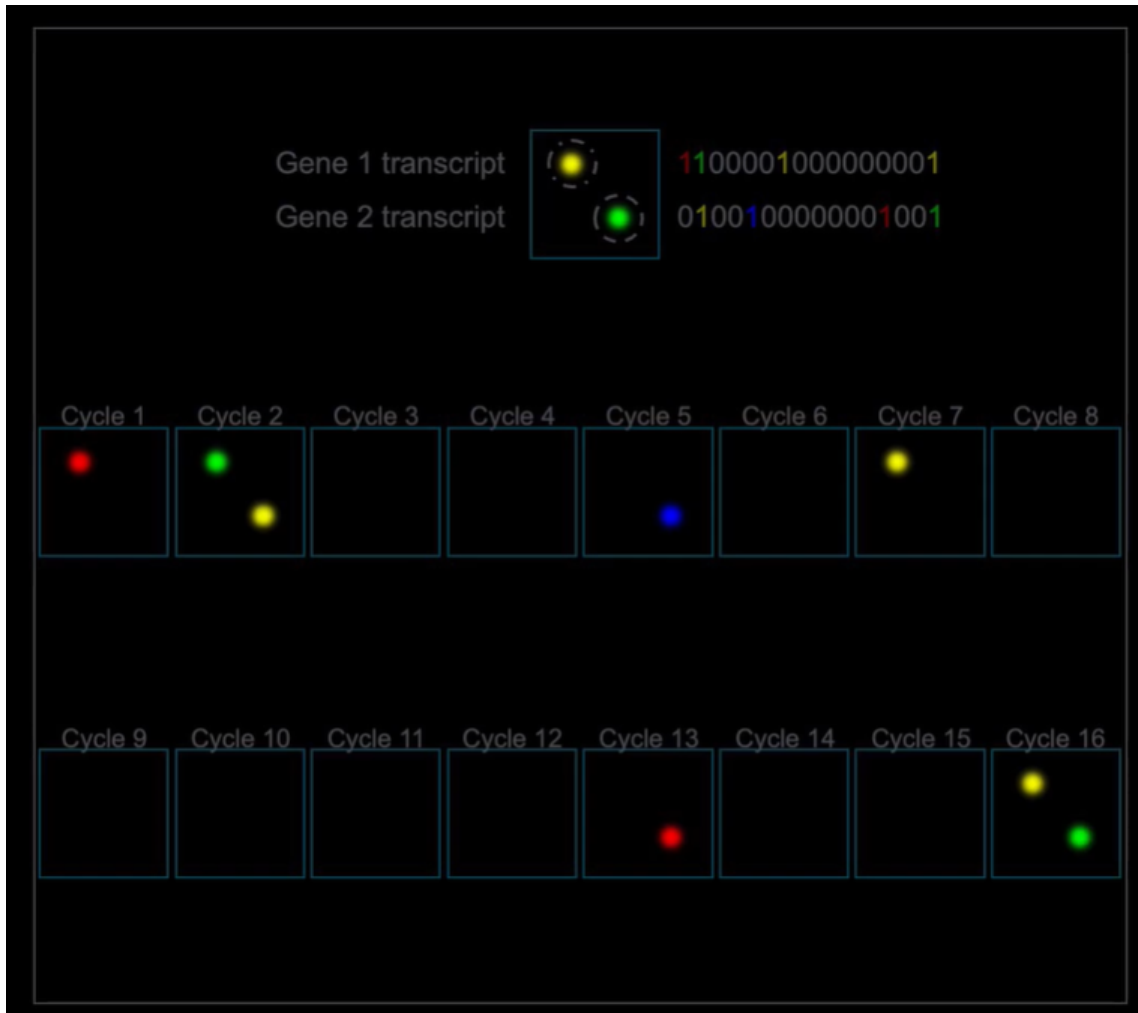 Gene 1 transcript 1100001000000001
Gene 2 transcript 0100100000001001
Cycle 1 Cycle 2 Cycle 3 Cycle 4 Cycle 5 Cycle 6 Cycle 7 Cycle 8
Cycle 9 Cycle 10 Cycle 11 Cycle 12 Cycle 13 Cycle 14 Cycle 15 Cycle 16